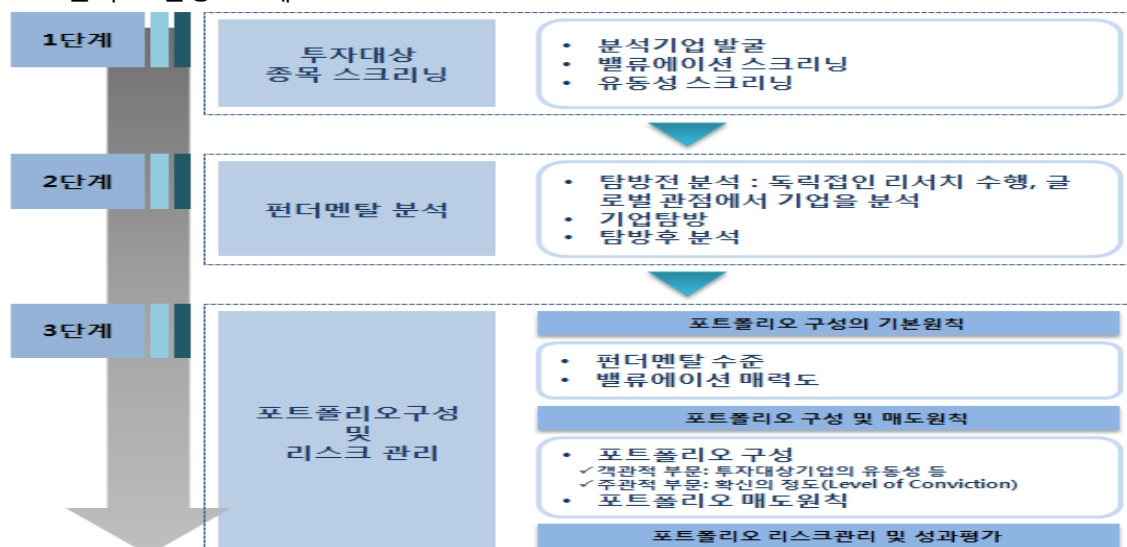 1단계
투자대상
종목 스크리닝
• 분석기업 발굴
• 밸류에이션 스크리닝
• 유동성 스크리닝
2단계
펀더멘탈 분석
• 탐방전 분석 : 독립접인 리서치 수행, 글
로벌 관점에서 기업을 분석
• 기업탐방
• 탐방후 분석
3단계
포트폴리오구성
및
리스크 관리
포트폴리오 구성의 기본원칙
• 펀더멘탈 수준
• 밸류에이션 매력도
포트폴리오 구성 및 매도원칙
• 포트폴리오 구성
✓객관적 부문: 투자대상기업의 유동성 등
✓주관적 부문: 확신의 정도(Level of Conviction)
• 포트폴리오 매도원칙
포트폴리오 리스크관리 및 성과평가